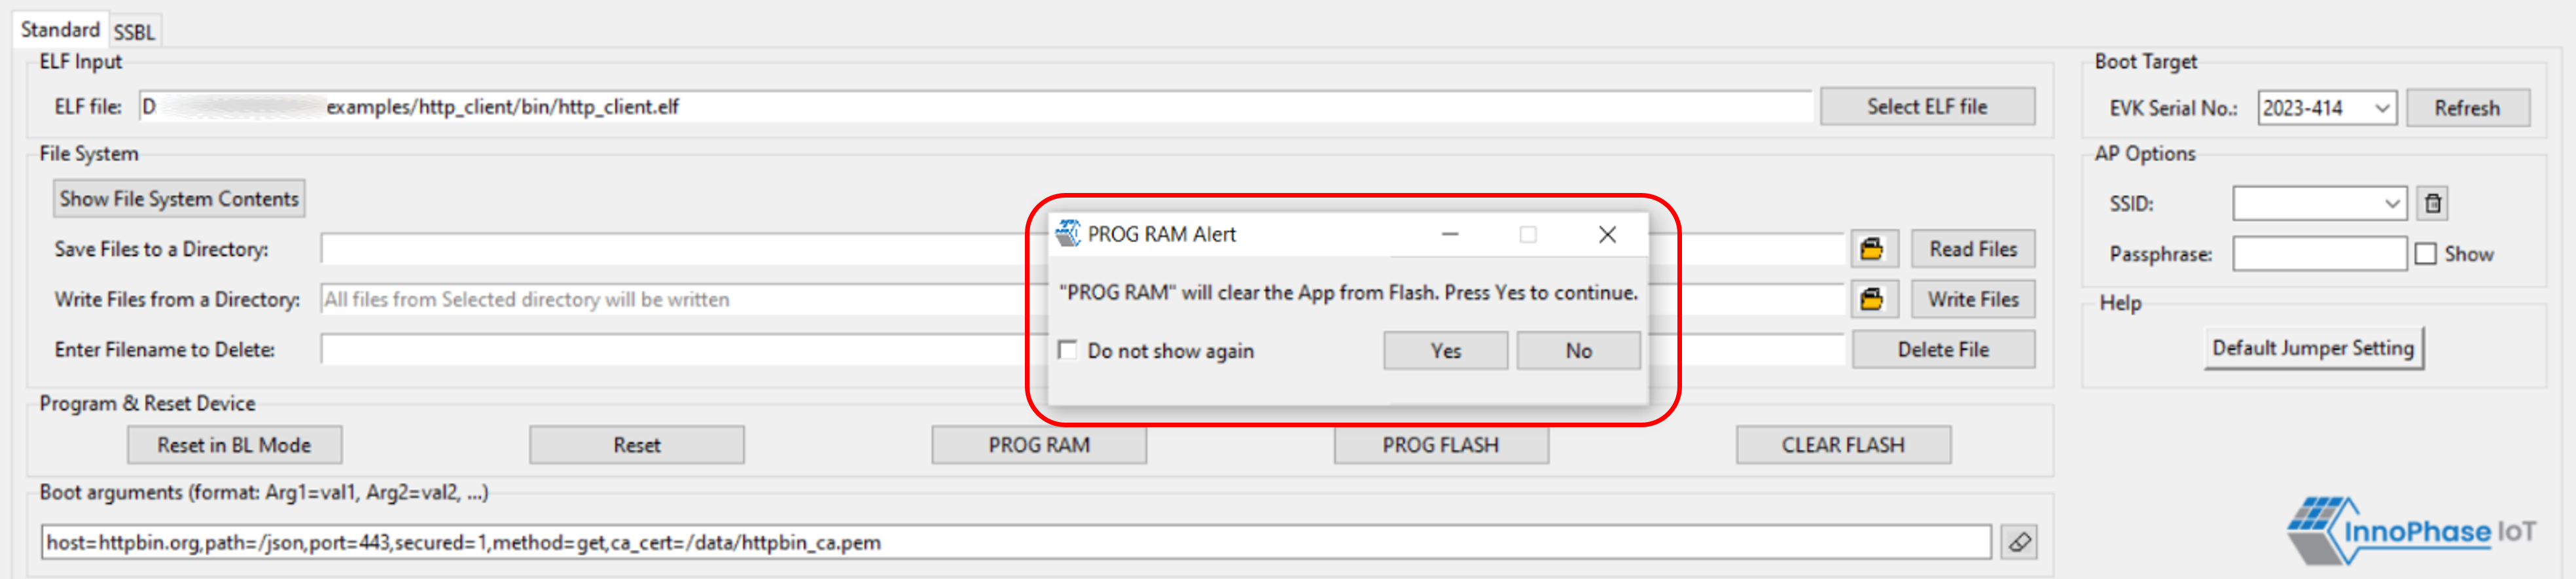 Standard SSBL
ELF Input
ELF file: D examples/http_client/bin/http_client.elf Select ELF file
File System
Show File System Contents
Save Files to a Directory: Read Files
Write Files from a Directory: All files from Selected directory will be written Write Files
Enter Filename to Delete: Delete File
PROG RAM Alert
"PROG RAM" will clear the App from Flash. Press Yes to continue.
Do not show again Yes No
Program & Reset Device
Reset in BL Mode Reset PROG RAM PROG FLASH CLEAR FLASH
Boot arguments (format: Arg1=val1, Arg2=val2, ...)
host=httpbin.org,path=/json,port=443,secured=1,method=get,ca_cert=/data/httpbin_ca.pem
Boot Target
EVK Serial No.: 2023-414 Refresh
AP Options
SSID:
Passphrase: Show
Help
Default Jumper Setting
InnoPhase IoT